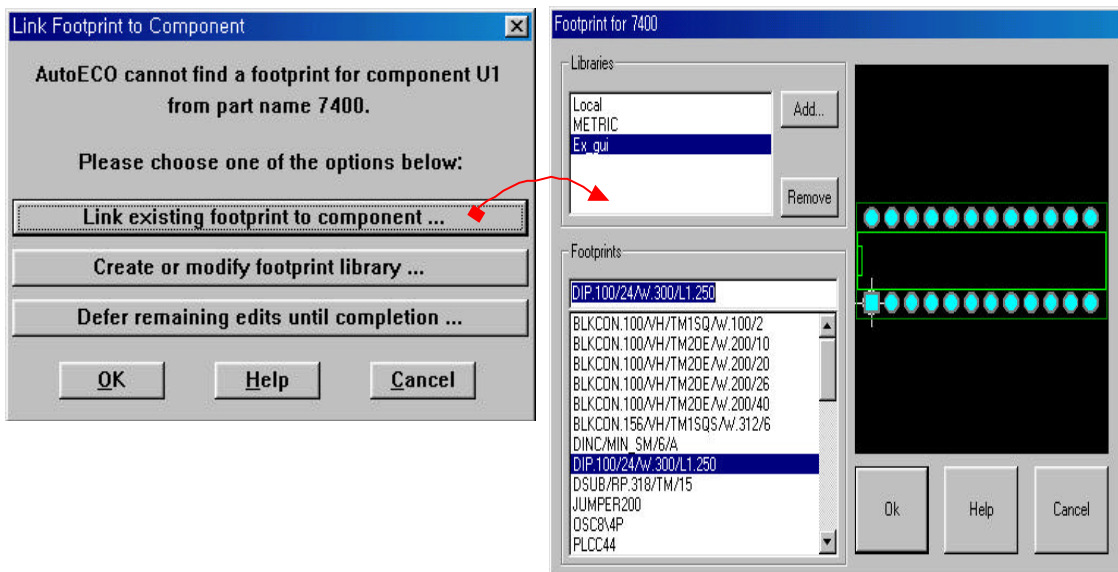 Link Footprint to Component
AutoECO cannot find a footprint for component U1
from part name 7400.
Please choose one of the options below:
Link existing footprint to component ...
Create or modify footprint library ...
Defer remaining edits until completion ...
OK
Help
Cancel
Footprint for 7400
Libraries
Local
METRIC
Ex_gui
Add...
Remove
Footprints
DIP.100/24/W.300/L1.250
BLKCON.100/VH/TM1SQ/W.100/2
BLKCON.100/VH/TM2OE/W.200/10
BLKCON.100/VH/TM2OE/W.200/20
BLKCON.100/VH/TM2OE/W.200/26
BLKCON.100/VH/TM2OE/W.200/40
BLKCON.156/VH/TM1SQS/W.312/6
DINC/MIN_SM/6/A
DIP.100/24/W.300/L1.250
DSUB/RP.318/TM/15
JUMPER200
OSC8\4P
PLCC44
Ok
Help
Cancel